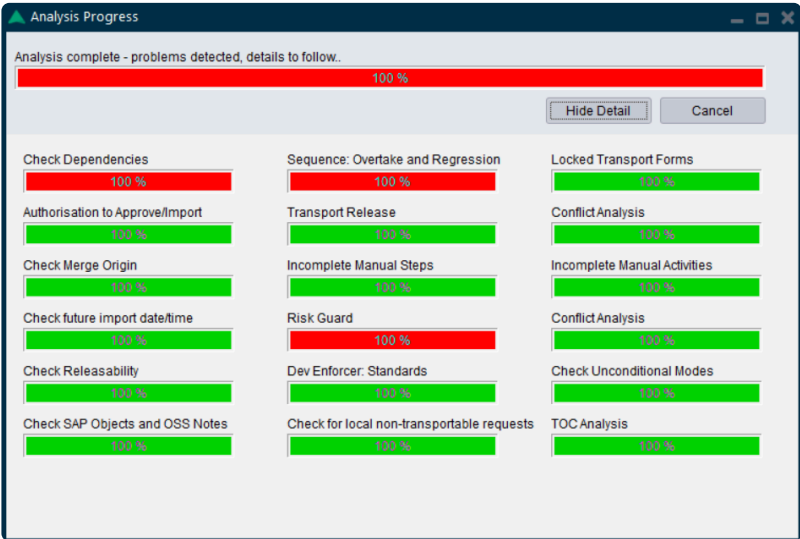 Analysis Progress
Analysis complete - problems detected, details to follow..
100 %
Hide Detail Cancel
Check Dependencies Sequence: Overtake and Regression Locked Transport Forms
100 % 100 % 100 %
Authorisation to Approve/Import Transport Release Conflict Analysis
100 % 100 % 100 %
Check Merge Origin Incomplete Manual Steps Incomplete Manual Activities
100 % 100 % 100 %
Check future import date/time Risk Guard Conflict Analysis
100 % 100 % 100 %
Check Releasability Dev Enforcer: Standards Check Unconditional Modes
100 % 100 % 100 %
Check SAP Objects and OSS Notes Check for local non-transportable requests TOC Analysis
100 % 100 % 100 %